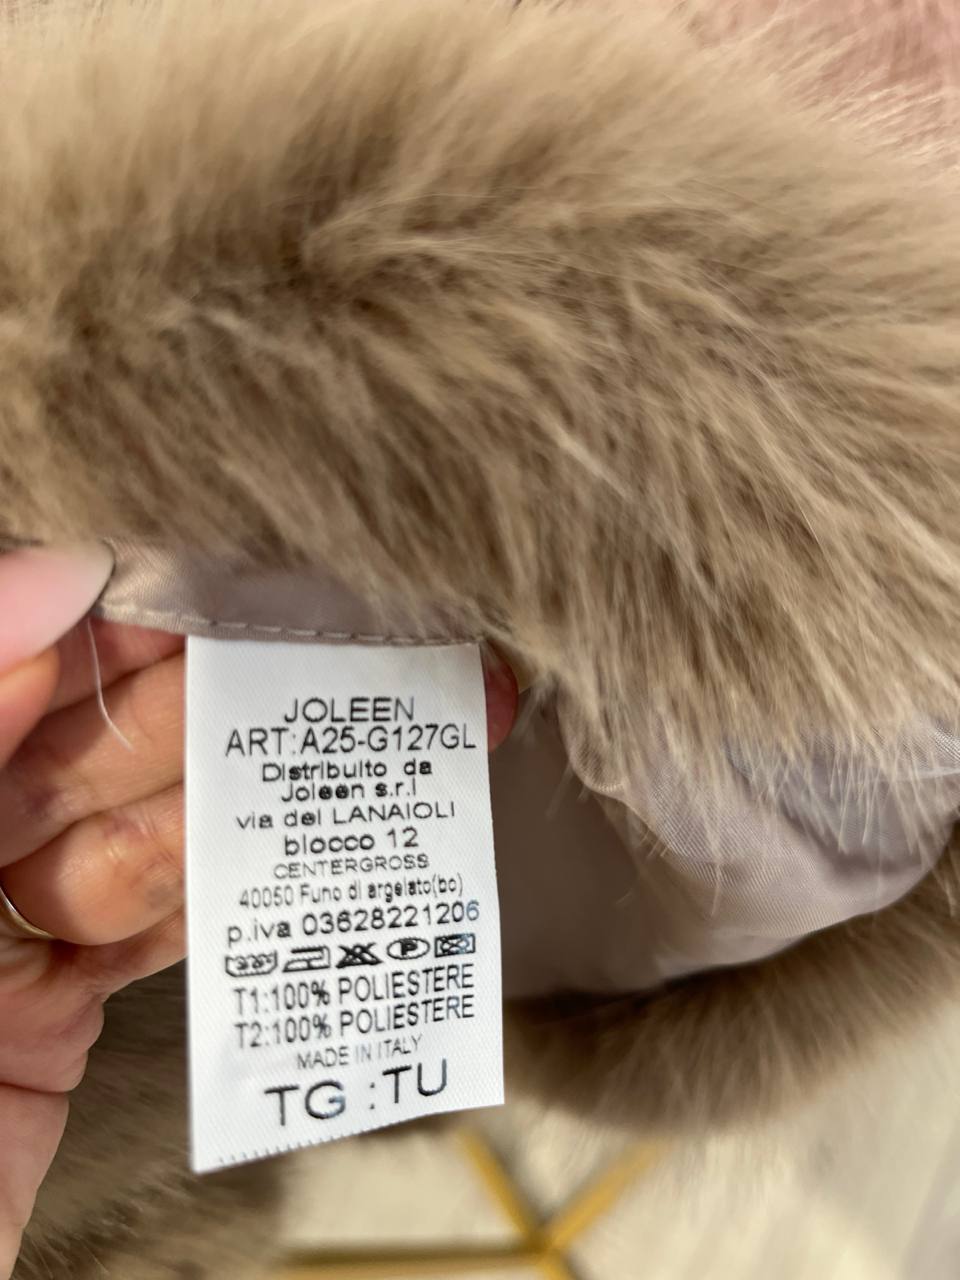 JOLEEN
ART:A25-G127GL
Distribuito da
Joleen s.r.l
via dei LANAIOLI
blocco 12
CENTERGROSS
40050 Funo di argelato(bo)
p.iva 03628221206
T1:100% POLIESTERE
T2:100% POLIESTERE
MADE IN ITALY
TG :TU